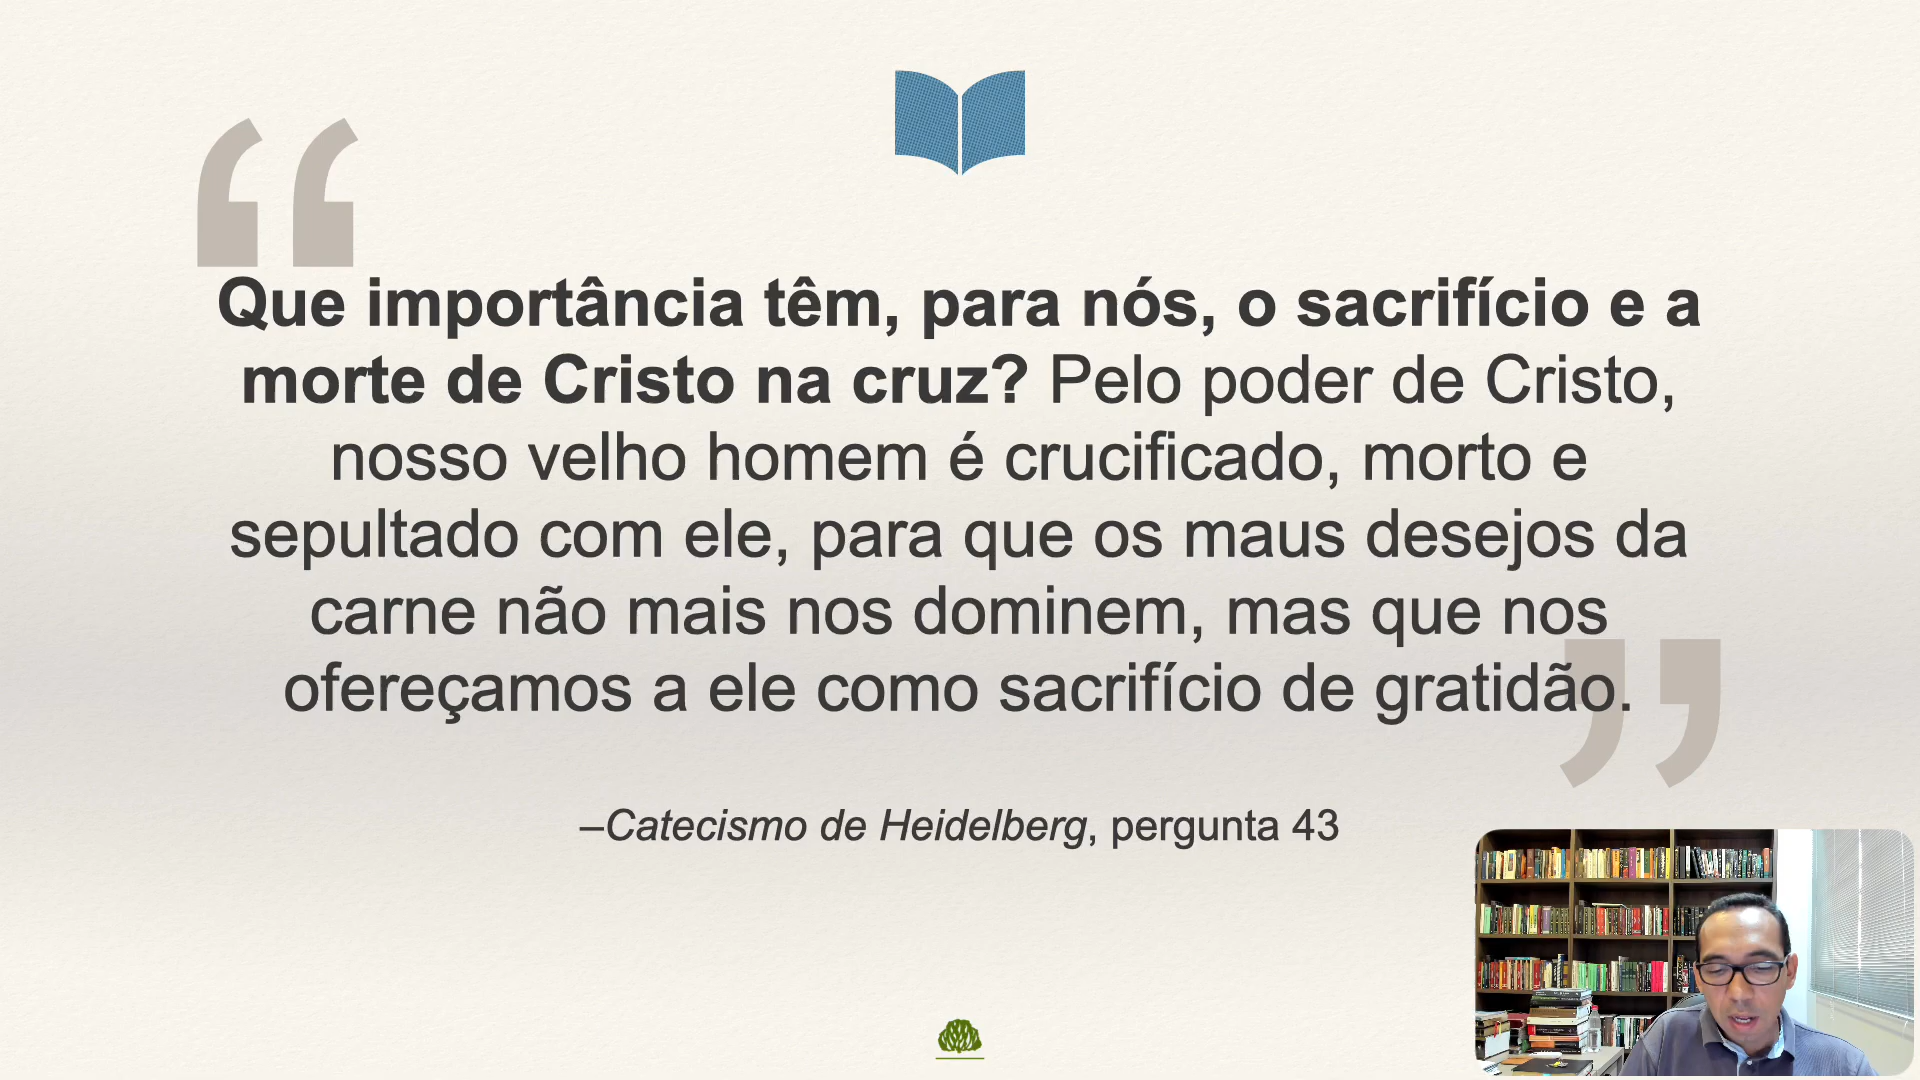 Que importância têm, para nós, o sacrifício e a
morte de Cristo na cruz? Pelo poder de Cristo,
nosso velho homem é crucificado, morto e
sepultado com ele, para que os maus desejos da
carne não mais nos dominem, mas que nos
ofereçamos a ele como sacrifício de gratidão.
–Catecismo de Heidelberg, pergunta 43